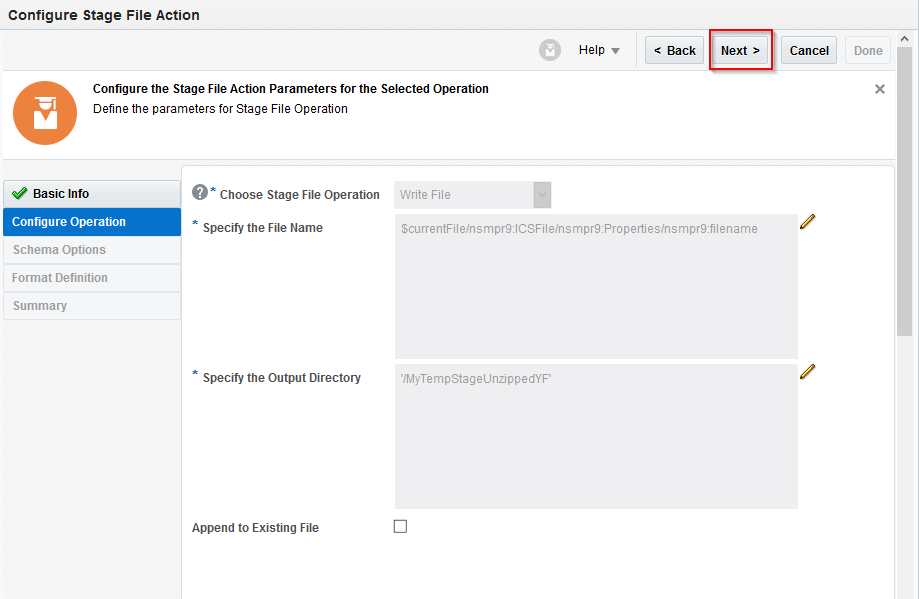 Configure Stage File Action
Help
< Back
Next >
Cancel
Done
Configure the Stage File Action Parameters for the Selected Operation
Define the parameters for Stage File Operation
Basic Info
Configure Operation
Schema Options
Format Definition
Summary
? * Choose Stage File Operation
Write File
* Specify the File Name
$currentFile/nsmpr9:ICSFile/nsmpr9:Properties/nsmpr9:filename
* Specify the Output Directory
'/MyTempStageUnzippedYF'
Append to Existing File